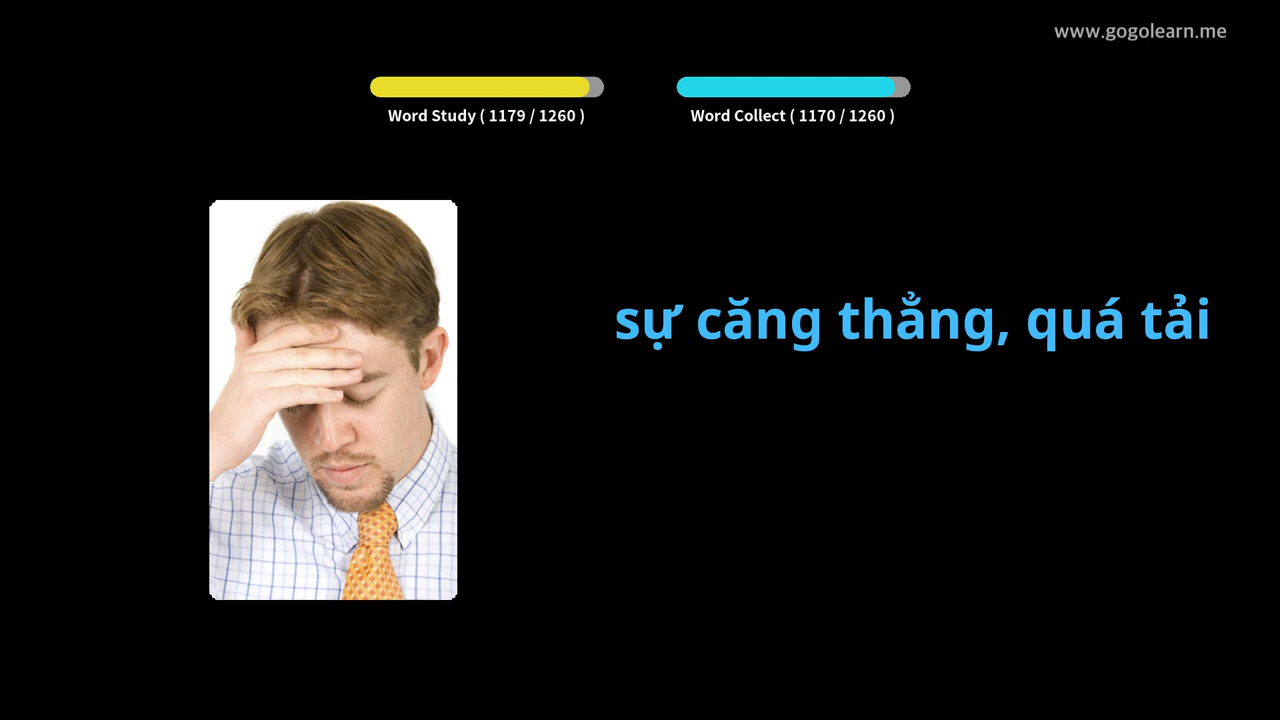 www.gogolearn.me
Word Study ( 1179 / 1260 )
Word Collect ( 1170 / 1260 )
sự căng thẳng, quá tải